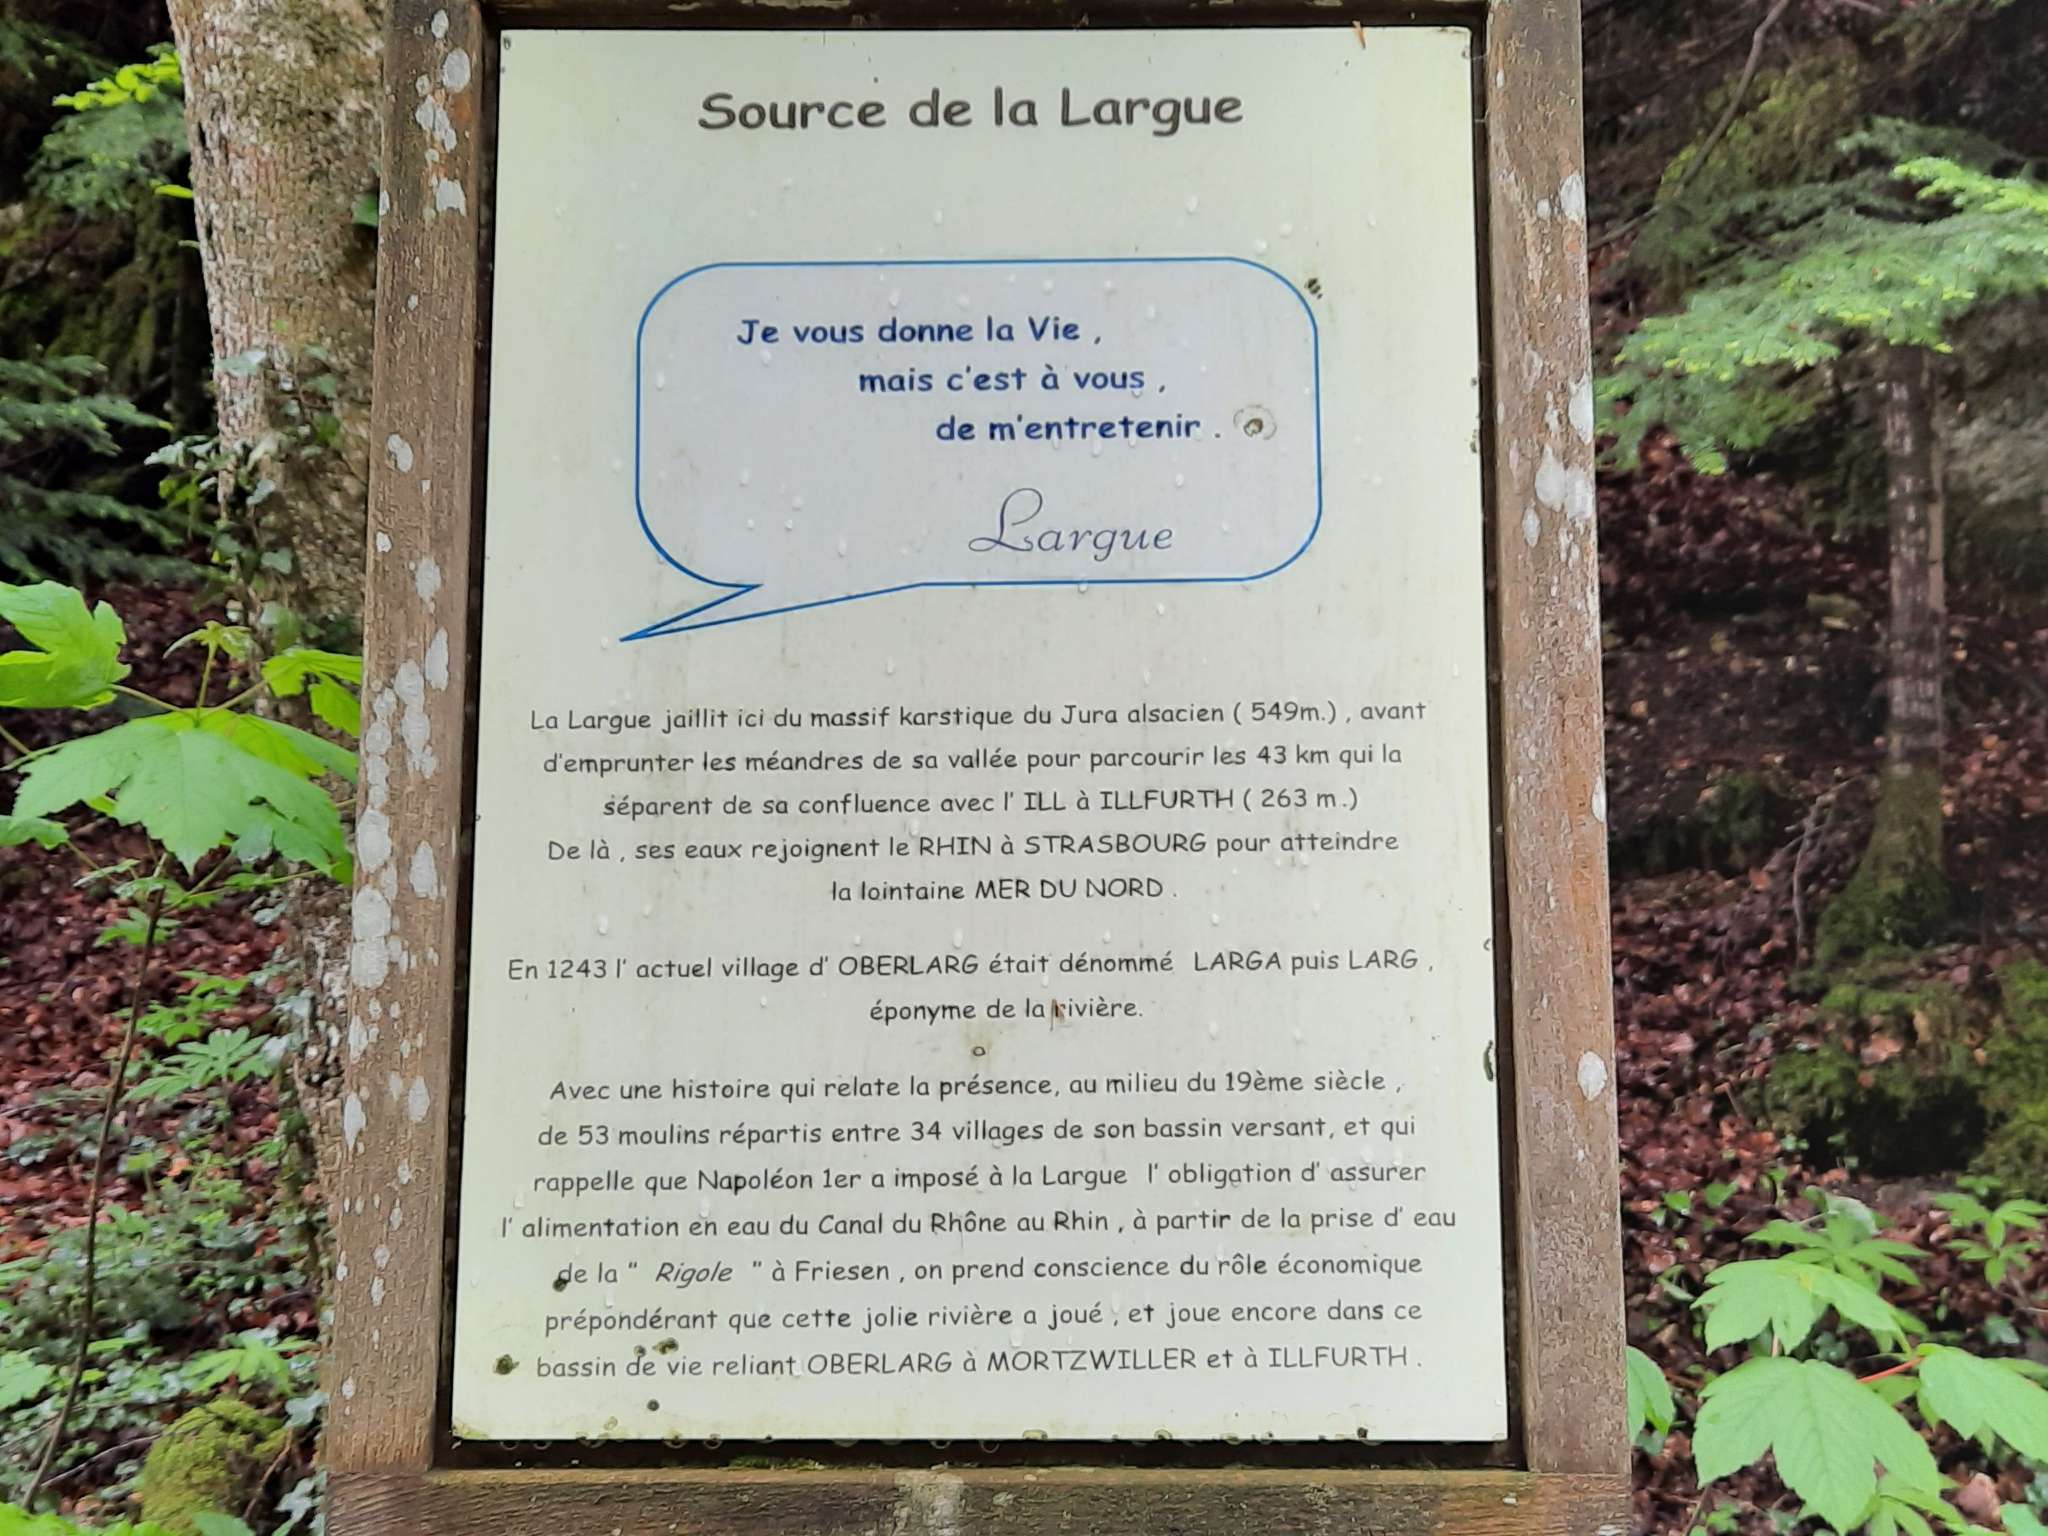 Source de la Largue
Je vous donne la Vie ,
mais c'est à vous ,
de m'entretenir .
Largue
La Largue jaillit ici du massif karstique du Jura alsacien ( 549m.) , avant
d'emprunter les méandres de sa vallée pour parcourir les 43 km qui la
séparent de sa confluence avec l' ILL à ILLFURTH ( 263 m .)
De là , ses eaux rejoignent le RHIN à STRASBOURG pour atteindre
la lointaine MER DU NORD .
En 1243 l' actuel village d' OBERLARG était dénommé LARGA puis LARG ,
éponyme de la rivière.
Avec une histoire qui relate la présence, au milieu du 19ème siècle ,
de 53 moulins répartis entre 34 villages de son bassin versant, et qui
rappelle que Napoléon 1er a imposé à la Largue l' obligation d' assurer
l' alimentation en eau du Canal du Rhône au Rhin , à partir de la prise d' eau
de la " Rigole " à Friesen , on prend conscience du rôle économique
prépondérant que cette jolie rivière a joué , et joue encore dans ce
bassin de vie reliant OBERLARG à MORTZWILLER et à ILLFURTH .